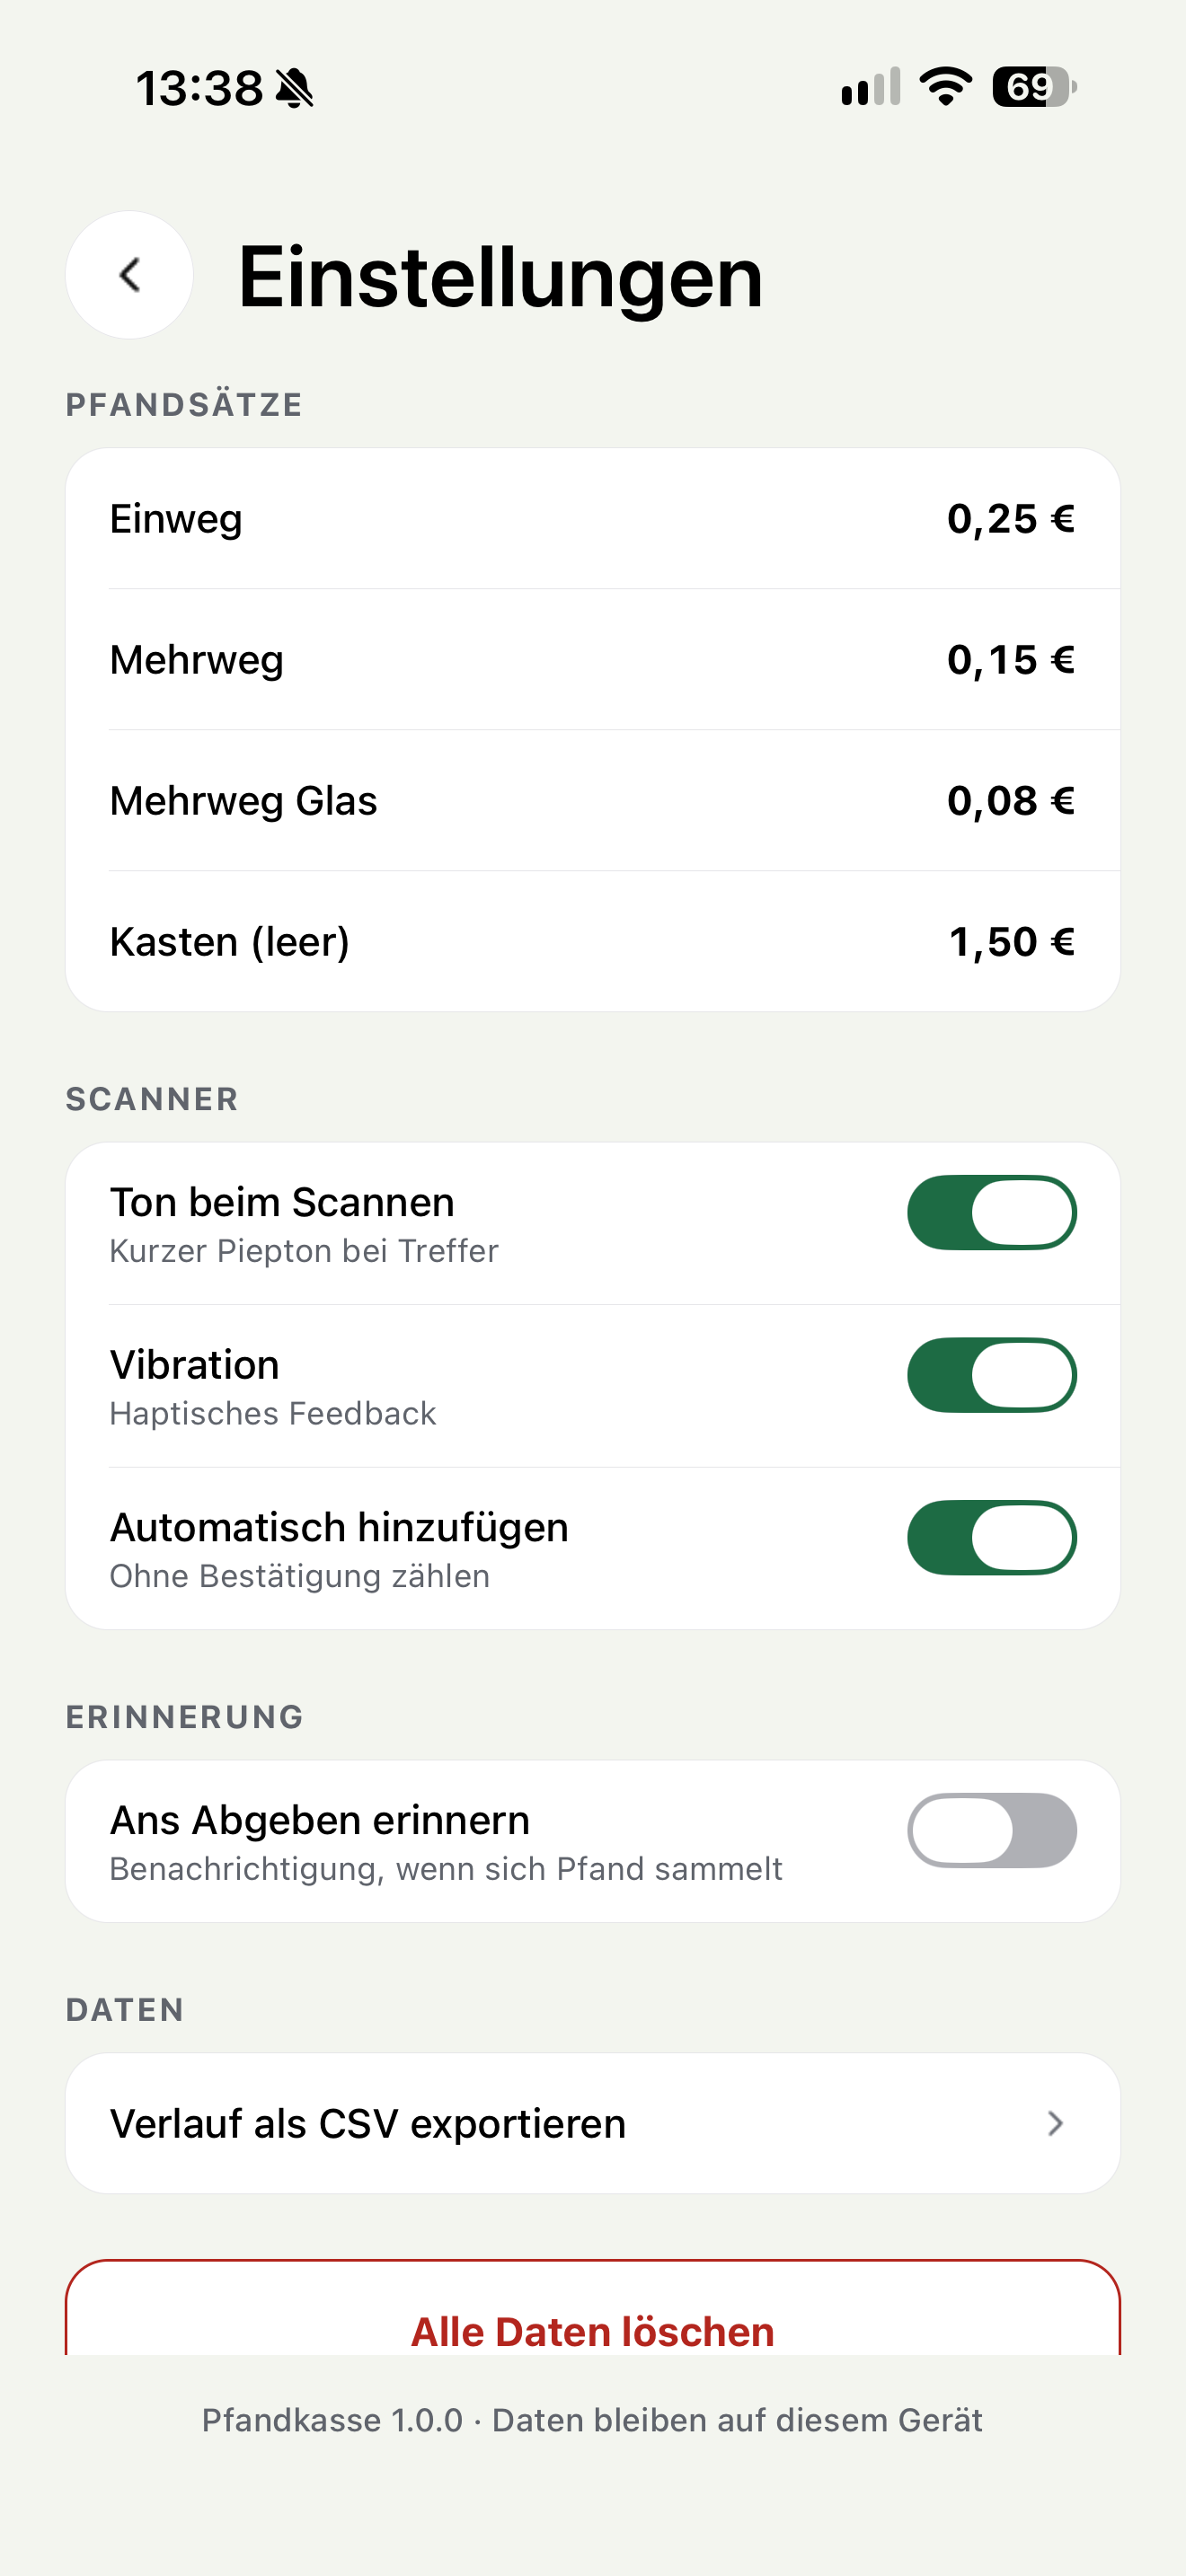 13:38
69
Einstellungen
PFANDSÄTZE
Einweg 0,25 €
Mehrweg 0,15 €
Mehrweg Glas 0,08 €
Kasten (leer) 1,50 €
SCANNER
Ton beim Scannen
Kurzer Piepton bei Treffer
Vibration
Haptisches Feedback
Automatisch hinzufügen
Ohne Bestätigung zählen
ERINNERUNG
Ans Abgeben erinnern
Benachrichtigung, wenn sich Pfand sammelt
DATEN
Verlauf als CSV exportieren
Alle Daten löschen
Pfandkasse 1.0.0 · Daten bleiben auf diesem Gerät